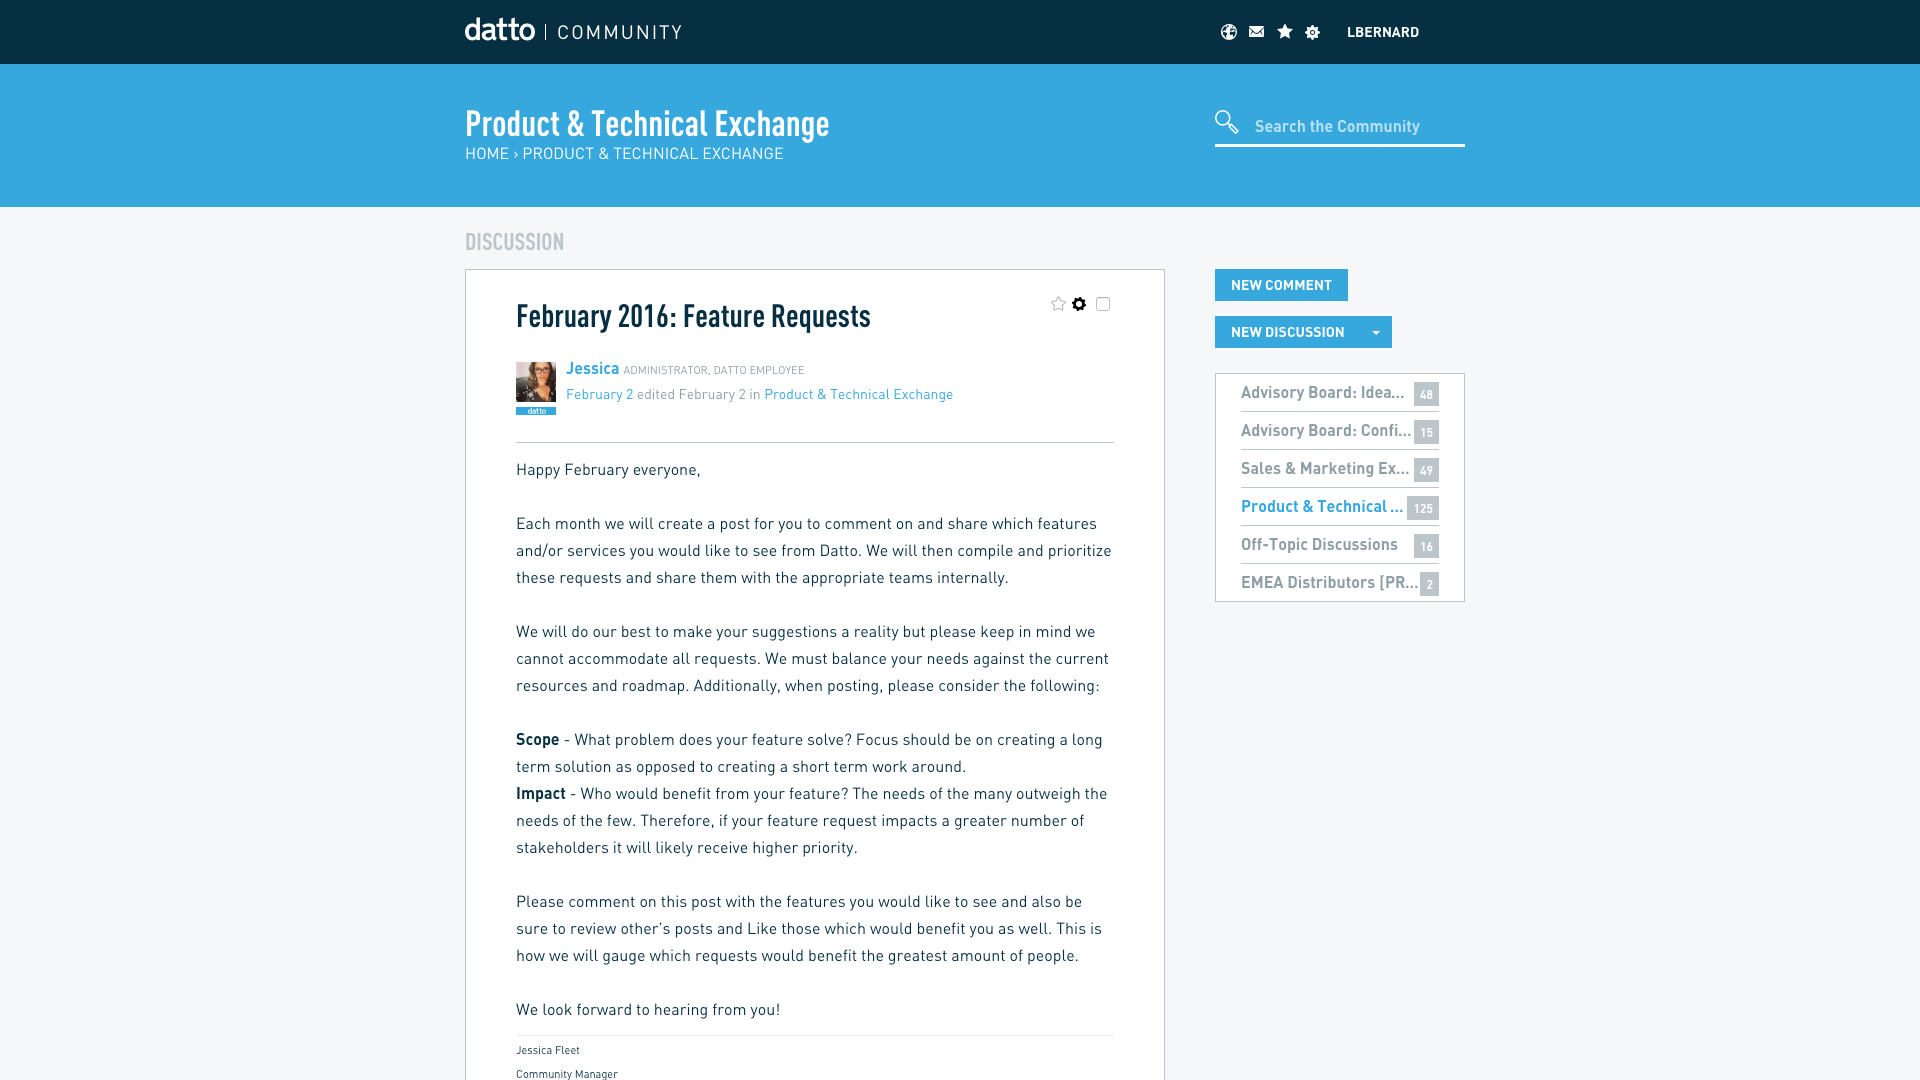 datto | COMMUNITY
LBERNARD
Product & Technical Exchange
HOME › PRODUCT & TECHNICAL EXCHANGE
Search the Community
DISCUSSION
February 2016: Feature Requests
Jessica ADMINISTRATOR, DATTO EMPLOYEE
February 2 edited February 2 in Product & Technical Exchange
datto
Happy February everyone,
Each month we will create a post for you to comment on and share which features
and/or services you would like to see from Datto. We will then compile and prioritize
these requests and share them with the appropriate teams internally.
We will do our best to make your suggestions a reality but please keep in mind we
cannot accommodate all requests. We must balance your needs against the current
resources and roadmap. Additionally, when posting, please consider the following:
Scope - What problem does your feature solve? Focus should be on creating a long
term solution as opposed to creating a short term work around.
Impact - Who would benefit from your feature? The needs of the many outweigh the
needs of the few. Therefore, if your feature request impacts a greater number of
stakeholders it will likely receive higher priority.
Please comment on this post with the features you would like to see and also be
sure to review other's posts and Like those which would benefit you as well. This is
how we will gauge which requests would benefit the greatest amount of people.
We look forward to hearing from you!
Jessica Fleet
Community Manager
NEW COMMENT
NEW DISCUSSION
Advisory Board: Idea... 48
Advisory Board: Confi... 15
Sales & Marketing Ex... 49
Product & Technical ... 125
Off-Topic Discussions 16
EMEA Distributors [PR... 2